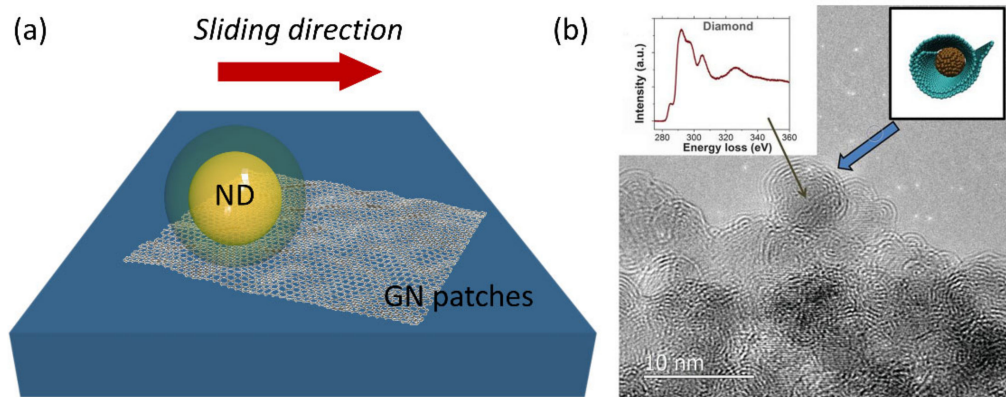 (a)
Sliding direction
ND
GN patches
(b)
Diamond
Intensity (a.u.)
280 300 320 340 360
Energy loss (eV)
10 nm